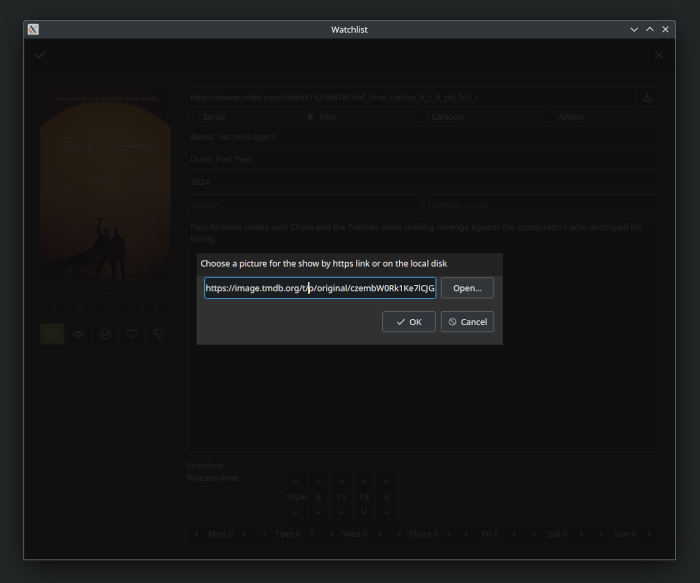 Watchlist
https://www.imdb.com/title/tt15239678/?ref_=hm_fanfav_tt_i_6_pd_fp1_r
Serial
Film
Cartoon
Anime
Дюна: Частина друга
Dune: Part Two
2024
Paul Atreides unites with Chani and the Fremen while seeking revenge against the conspirators who destroyed his
family.
Choose a picture for the show by https link or on the local disk
https://image.tmdb.org/t/p/original/czembW0Rk1Ke7lCJG
Open...
OK
Cancel
Schedule
Release time:
2024- 8 - 15 13 : 0
Mon 0
Tues 0
Wed 0
Thurs 0
Fri 0
Sat 0
Sun 0